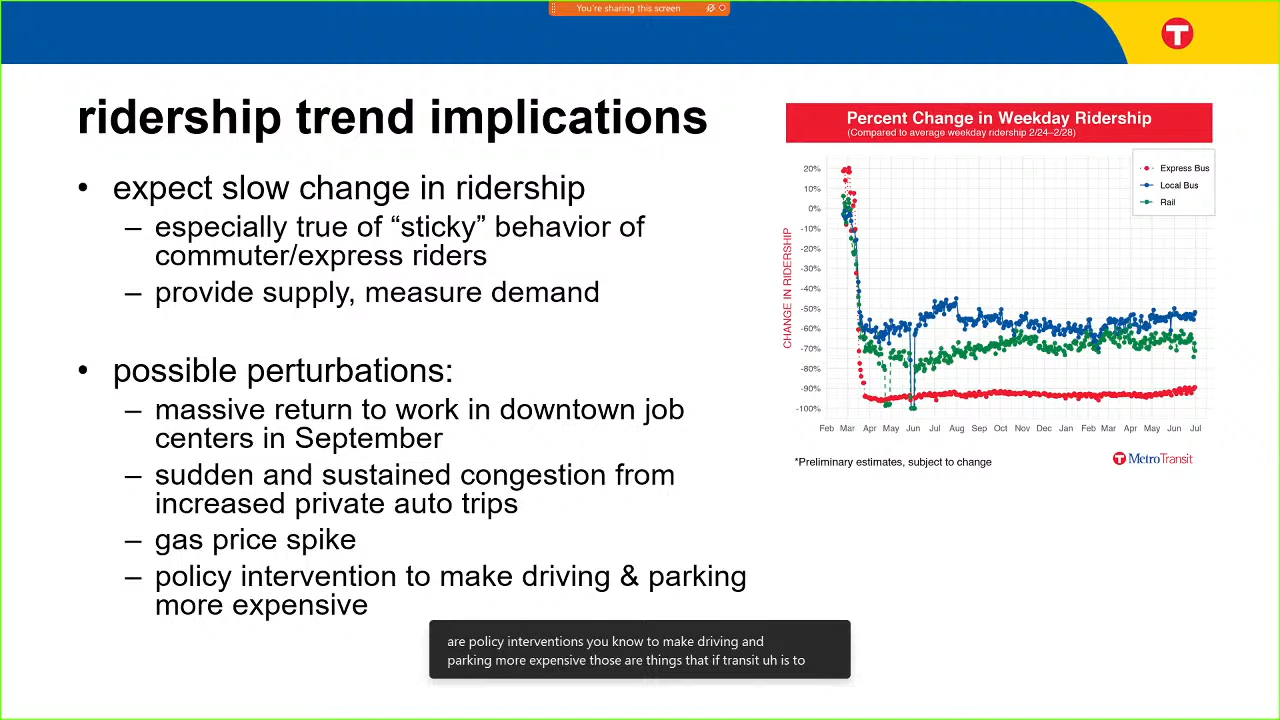 You're sharing this screen
T
ridership trend implications
• expect slow change in ridership
– especially true of “sticky” behavior of
commuter/express riders
– provide supply, measure demand
• possible perturbations:
– massive return to work in downtown job
centers in September
– sudden and sustained congestion from
increased private auto trips
– gas price spike
– policy intervention to make driving & parking
more expensive
Percent Change in Weekday Ridership
(Compared to average weekday ridership 2/24–2/28)
Express Bus
Local Bus
Rail
CHANGE IN RIDERSHIP
20%
10%
0%
-10%
-20%
-30%
-40%
-50%
-60%
-70%
-80%
-90%
-100%
Feb Mar Apr May Jun Jul Aug Sep Oct Nov Dec Jan Feb Mar Apr May Jun Jul
*Preliminary estimates, subject to change
T MetroTransit
are policy interventions you know to make driving and
parking more expensive those are things that if transit uh is to